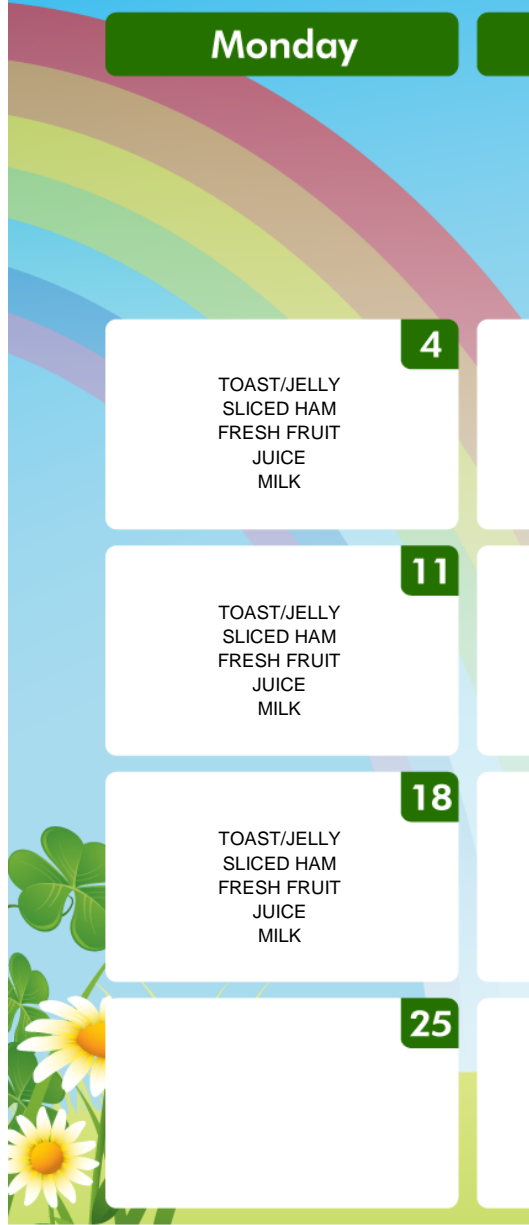 Monday
4
TOAST/JELLY
SLICED HAM
FRESH FRUIT
JUICE
MILK
11
TOAST/JELLY
SLICED HAM
FRESH FRUIT
JUICE
MILK
18
TOAST/JELLY
SLICED HAM
FRESH FRUIT
JUICE
MILK
25